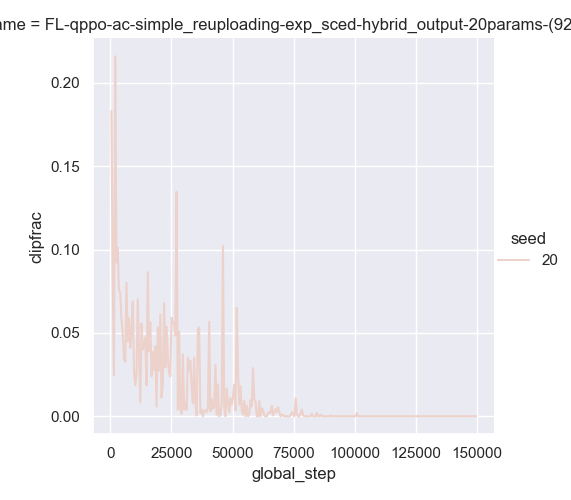 ame = FL-qppo-ac-simple_reuploading-exp_sced-hybrid_output-20params-(92
0.20
0.15
0.10
0.05
0.00
clipfrac
0 25000 50000 75000 100000 125000 150000
global_step
seed
20